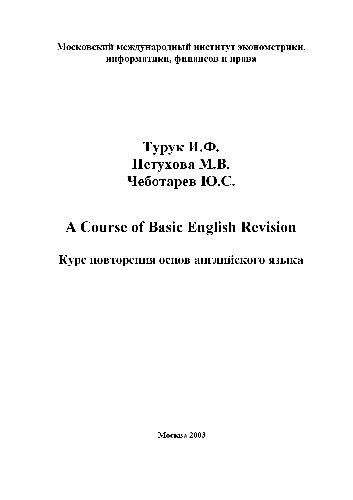 Московский международный институт эконометрики,
информатики, финансов и права
Турук И.Ф.
Петухова М.В.
Чеботарев Ю.С.
A Course of Basic English Revision
Курс повторения основ английского языка
Москва 2003